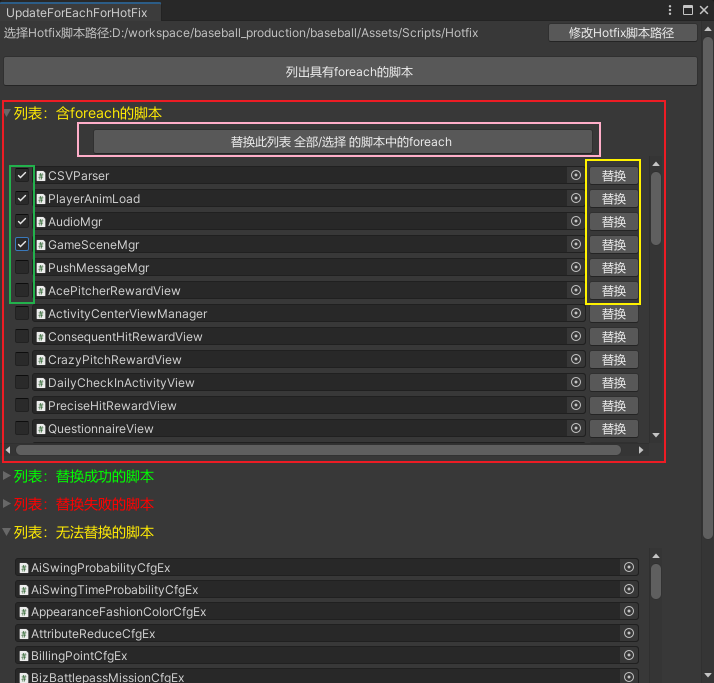 UpdateForEachForHotFix
选择Hotfix脚本路径:D:/workspace/baseball_production/baseball/Assets/Scripts/Hotfix 修改Hotfix脚本路径
列出具有foreach的脚本
列表：含foreach的脚本
替换此列表 全部/选择 的脚本中的foreach
CSVParser 替换
PlayerAnimLoad 替换
AudioMgr 替换
GameSceneMgr 替换
PushMessageMgr 替换
AcePitcherRewardView 替换
ActivityCenterViewManager 替换
ConsequentHitRewardView 替换
CrazyPitchRewardView 替换
DailyCheckInActivityView 替换
PreciseHitRewardView 替换
QuestionnaireView 替换
列表：替换成功的脚本
列表：替换失败的脚本
列表：无法替换的脚本
AiSwingProbabilityCfgEx
AiSwingTimeProbabilityCfgEx
AppearanceFashionColorCfgEx
AttributeReduceCfgEx
BillingPointCfgEx
BizBattlepassMissionCfgEx